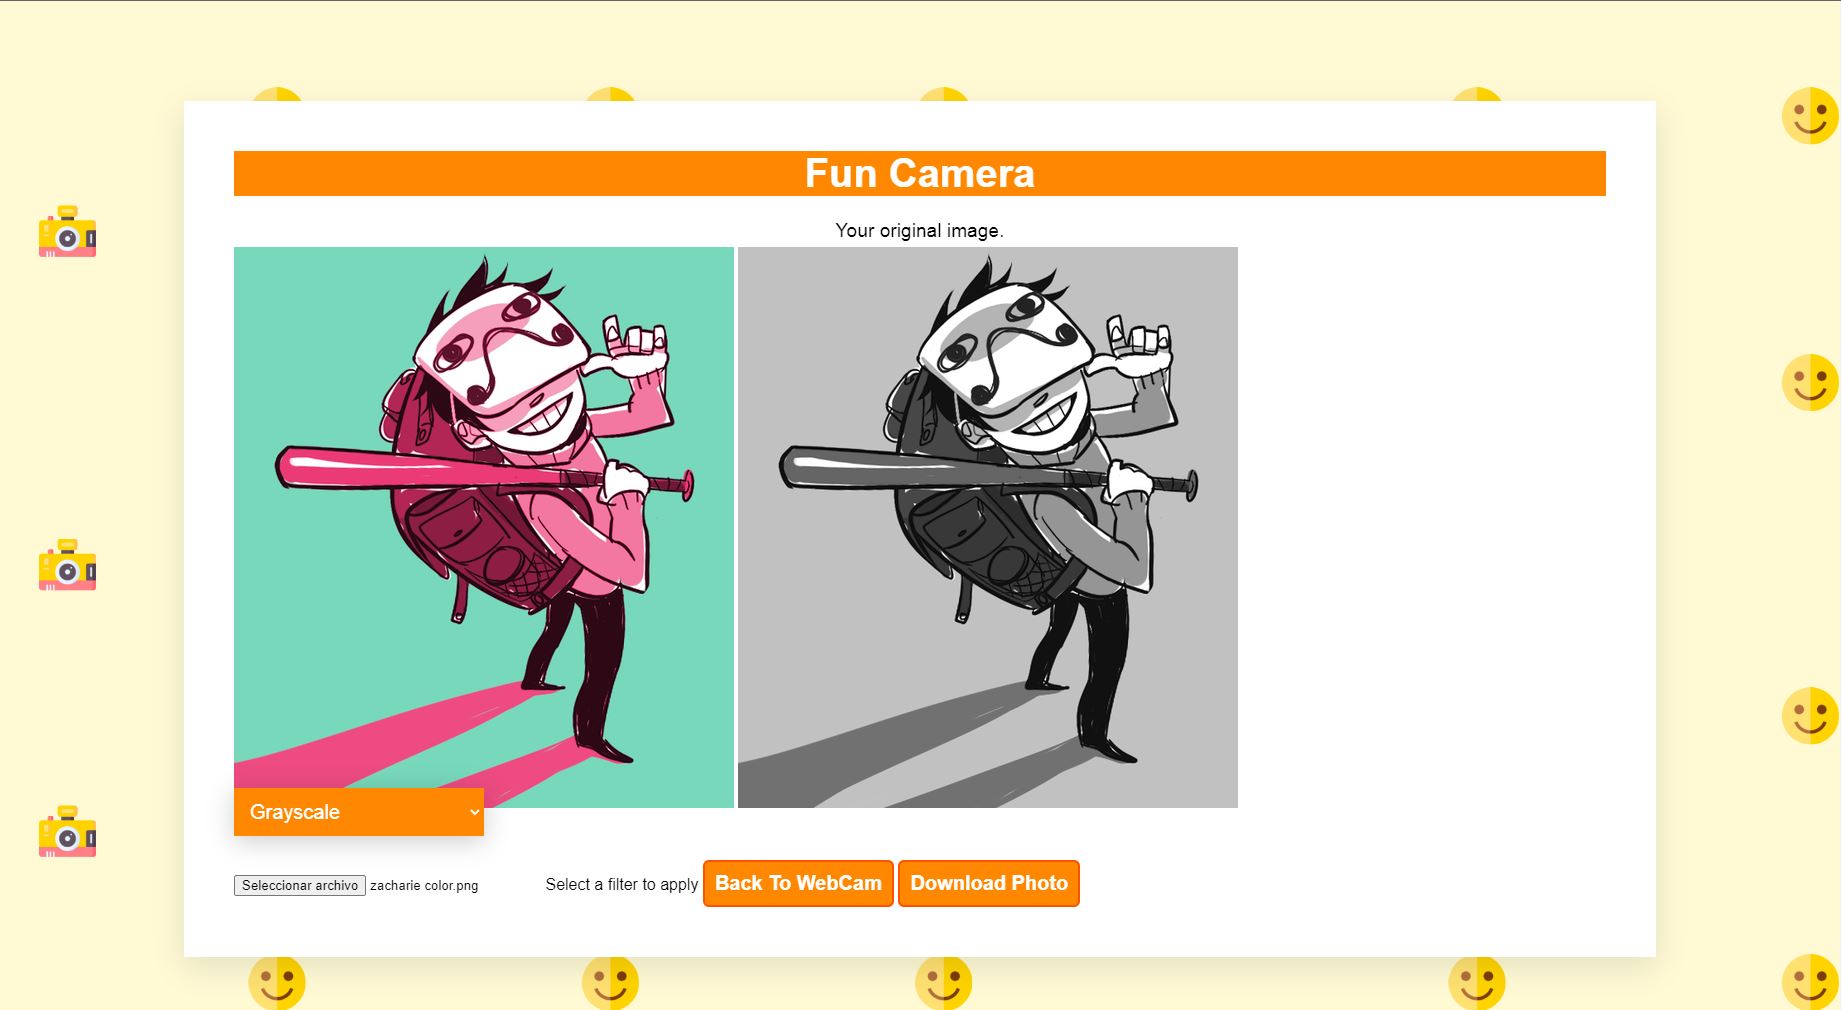 Fun Camera
Your original image.
Grayscale
Seleccionar archivo zacharie color.png Select a filter to apply Back To WebCam Download Photo